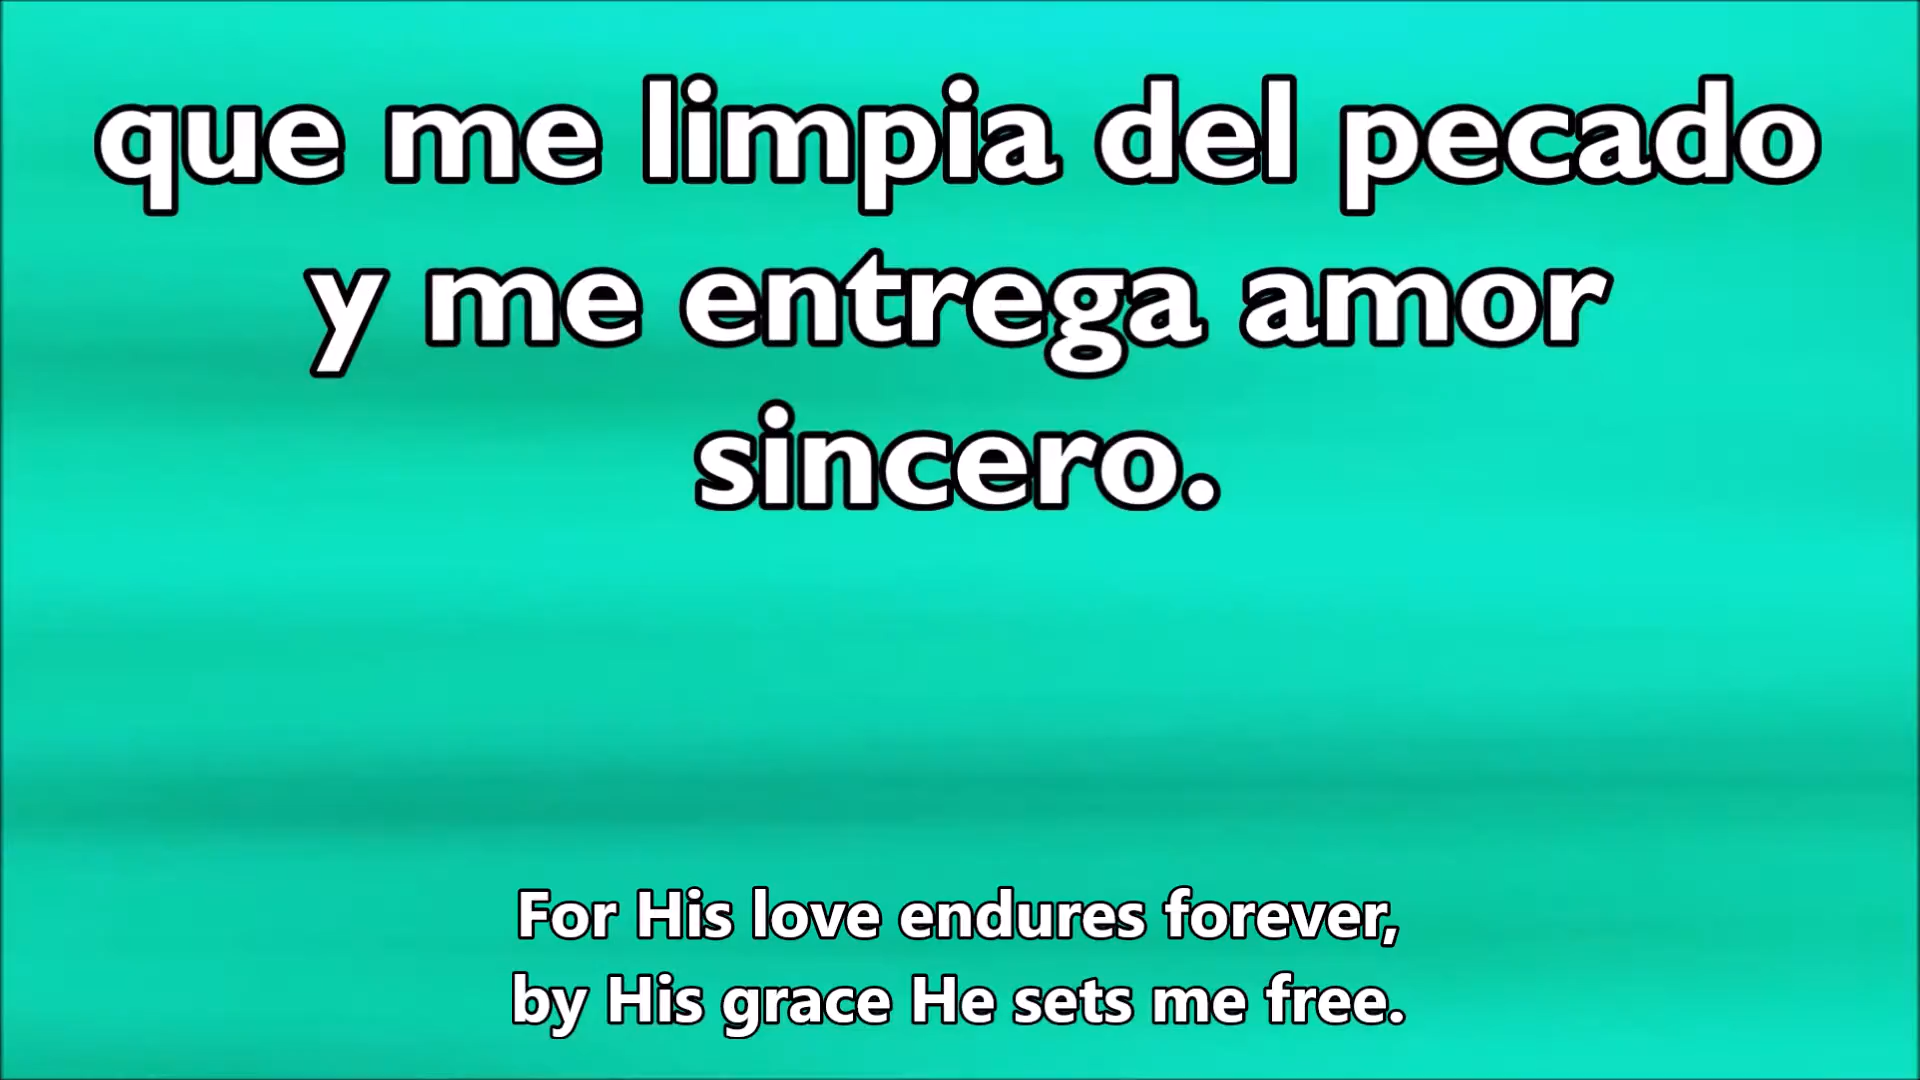 que me limpia del pecado
y me entrega amor
sincero.
For His love endures forever,
by His grace He sets me free.